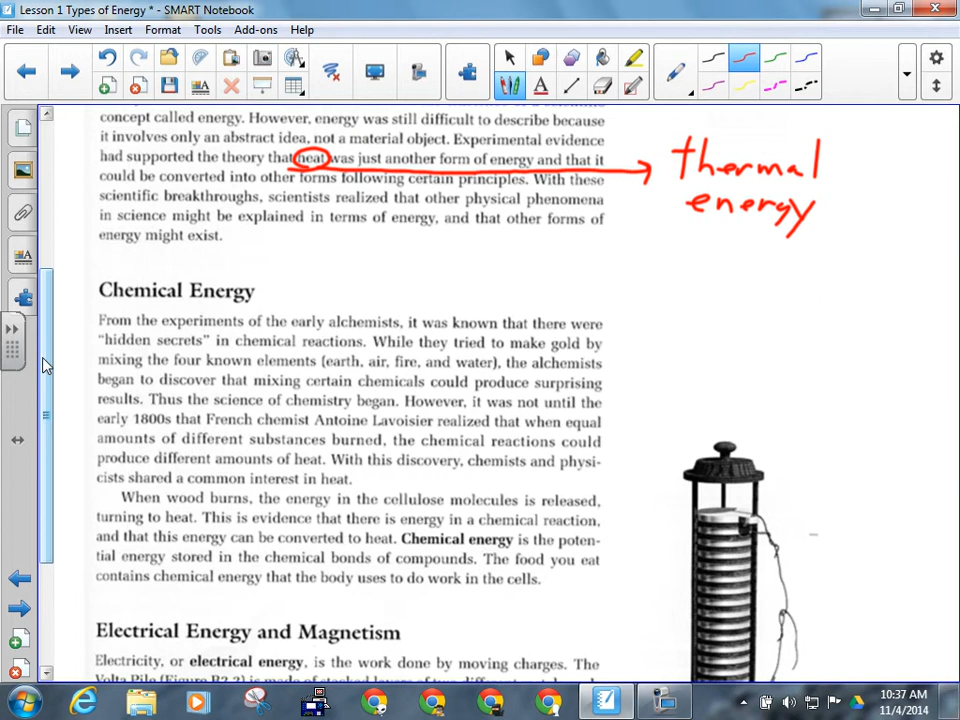 Lesson 1 Types of Energy * - SMART Notebook
File Edit View Insert Format Tools Add-ons Help
concept called energy. However, energy was still difficult to describe because
it involves only an abstract idea, not a material object. Experimental evidence
had supported the theory that heat was just another form of energy and that it
could be converted into other forms following certain principles. With these
scientific breakthroughs, scientists realized that other physical phenomena
in science might be explained in terms of energy, and that other forms of
energy might exist.
thermal
energy
Chemical Energy
From the experiments of the early alchemists, it was known that there were
“hidden secrets” in chemical reactions. While they tried to make gold by
mixing the four known elements (earth, air, fire, and water), the alchemists
began to discover that mixing certain chemicals could produce surprising
results. Thus the science of chemistry began. However, it was not until the
early 1800s that French chemist Antoine Lavoisier realized that when equal
amounts of different substances burned, the chemical reactions could
produce different amounts of heat. With this discovery, chemists and physi-
cists shared a common interest in heat.
When wood burns, the energy in the cellulose molecules is released,
turning to heat. This is evidence that there is energy in a chemical reaction,
and that this energy can be converted to heat. Chemical energy is the poten-
tial energy stored in the chemical bonds of compounds. The food you eat
contains chemical energy that the body uses to do work in the cells.
Electrical Energy and Magnetism
Electricity, or electrical energy, is the work done by moving charges. The
10:37 AM
11/4/2014